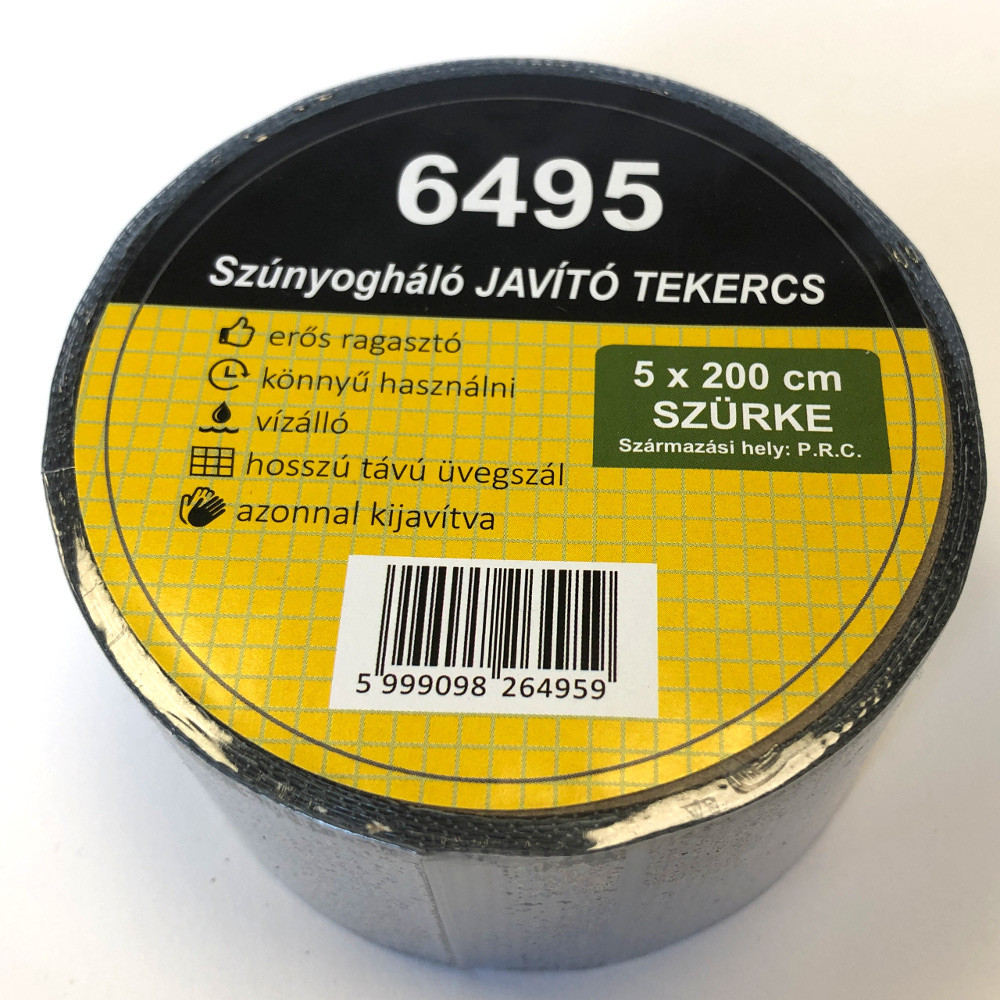 6495
Szúnyogháló JAVÍTÓ TEKERCS
erős ragasztó
könnyű használni
vízálló
hosszú távú üvegszál
azonnal kijavítva
5 x 200 cm
SZÜRKE
Származási hely: P.R.C.
5 999098 264959